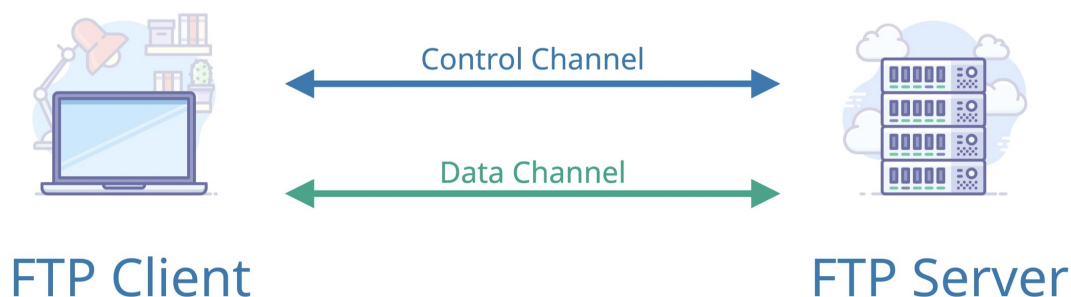 Control Channel
Data Channel
FTP Client
FTP Server